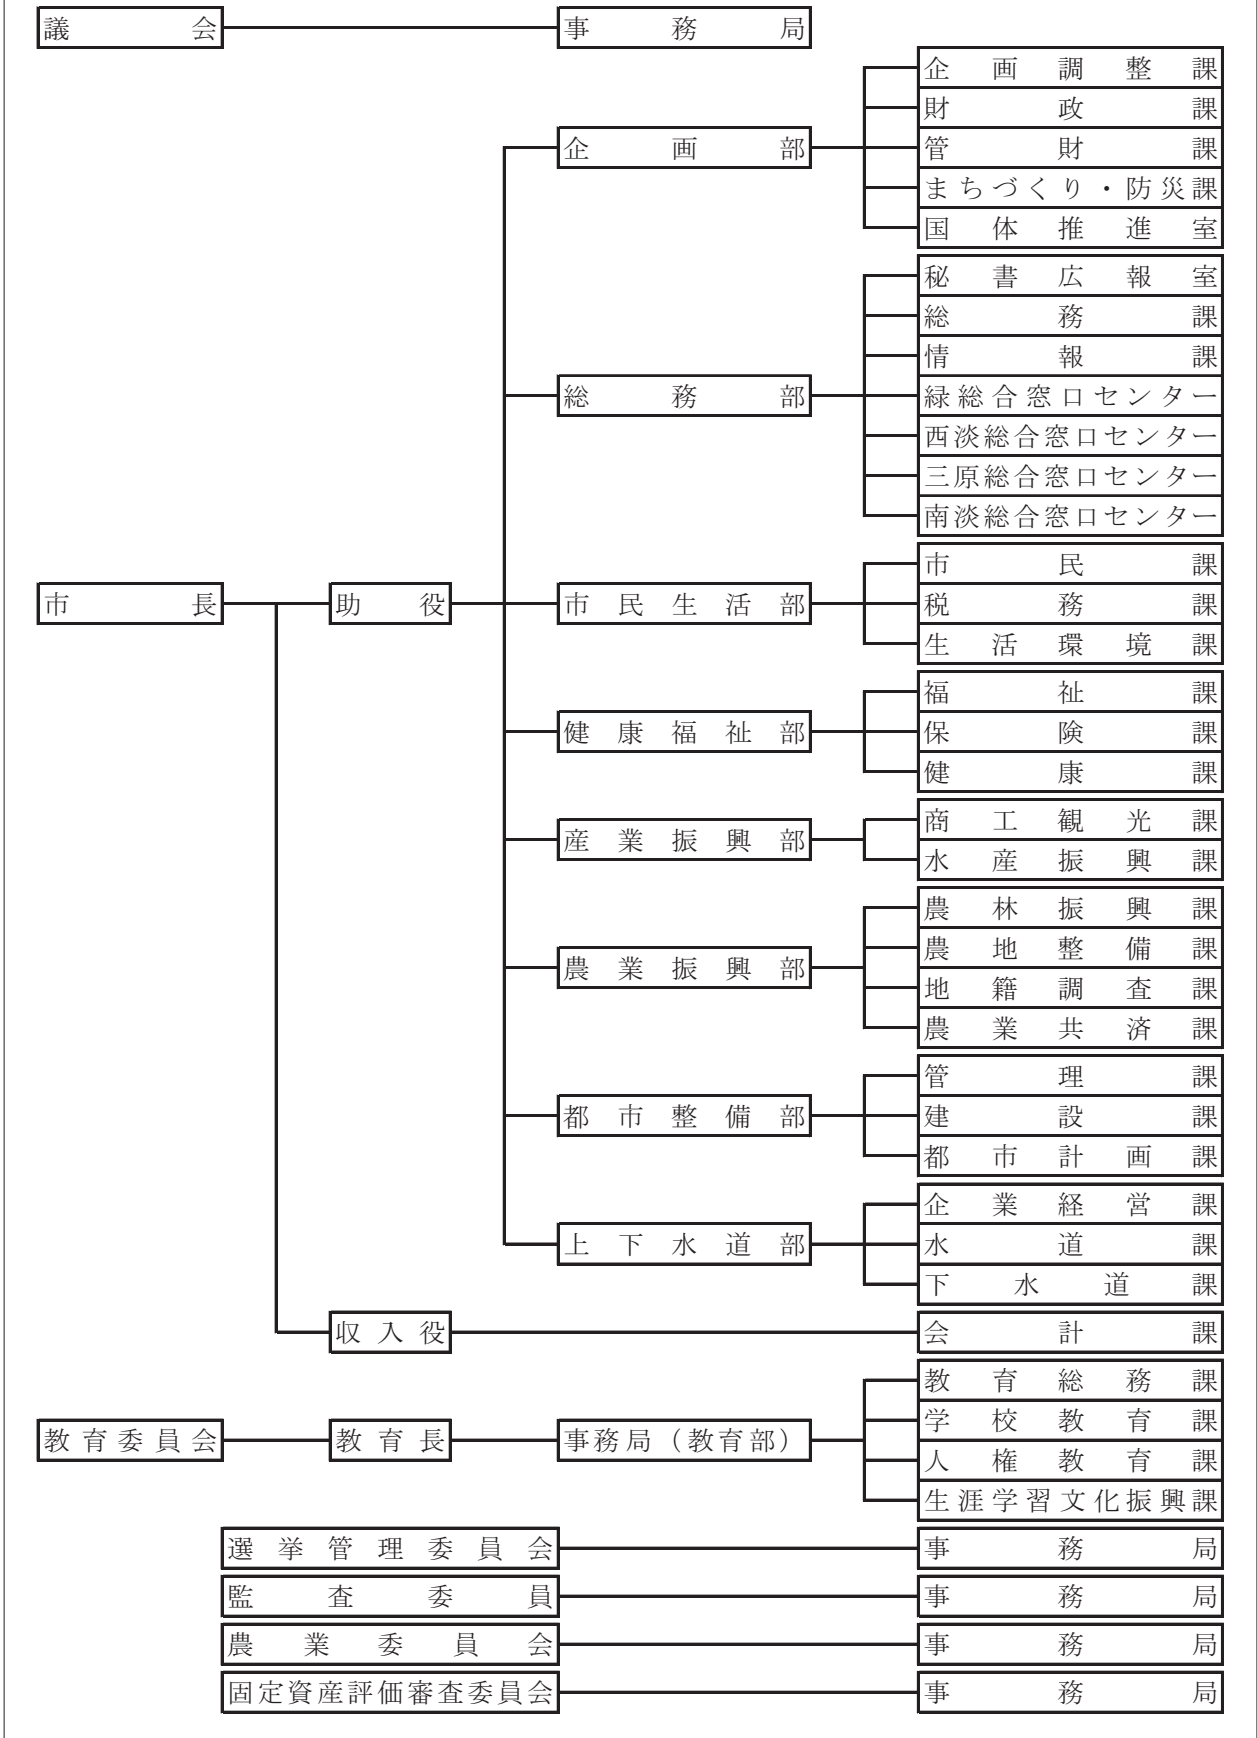 議会
事務局
企画調整課
財政課
企画部
管財課
まちづくり・防災課
国体推進室
秘書広報室
総務課
情報課
総務部
緑総合窓口センター
西淡総合窓口センター
三原総合窓口センター
南淡総合窓口センター
市長
助役
市民生活部
市民課
税務課
生活環境課
健康福祉部
福祉課
保険課
健康課
産業振興部
商工観光課
水産振興課
農業振興部
農林振興課
農地整備課
地籍調査課
農業共済課
都市整備部
管理課
建設課
都市計画課
上下水道部
企業経営課
水道課
下水道課
収入役
会計課
教育委員会
教育長
事務局(教育部)
教育総務課
学校教育課
人権教育課
生涯学習文化振興課
選挙管理委員会
事務局
監査委員
事務局
農業委員会
事務局
固定資産評価審査委員会
事務局